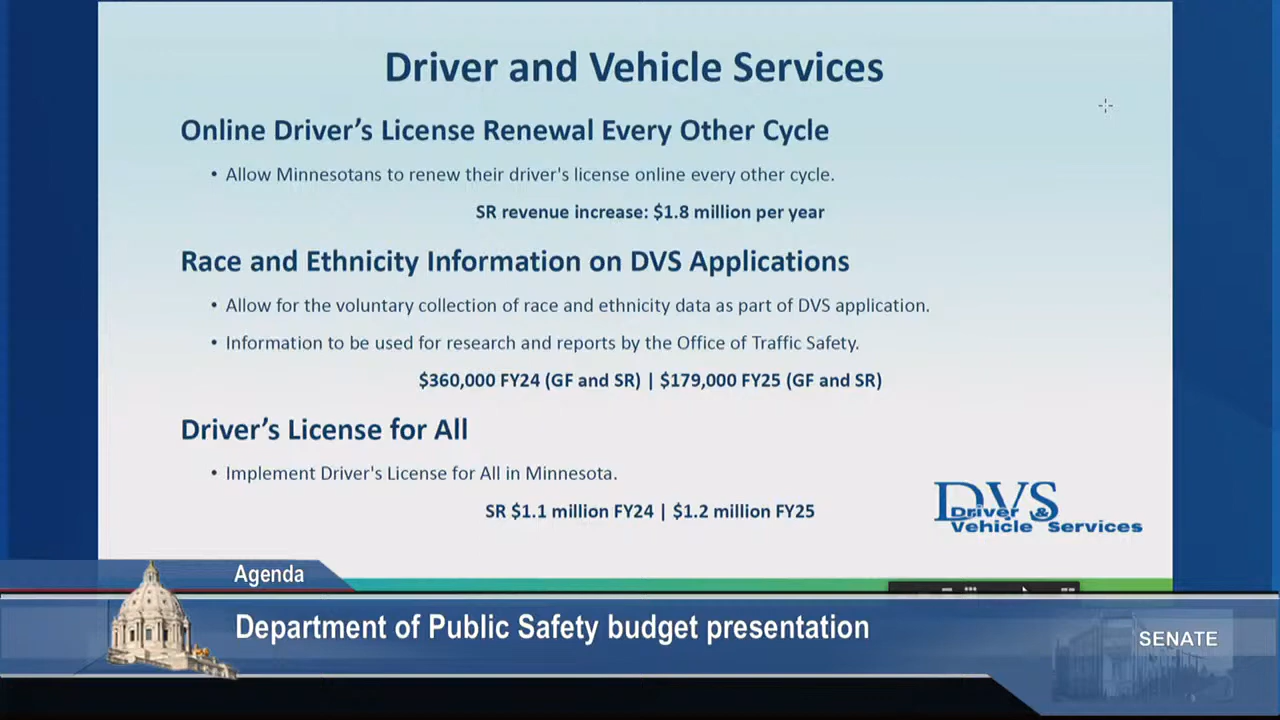 Driver and Vehicle Services
Online Driver’s License Renewal Every Other Cycle
• Allow Minnesotans to renew their driver's license online every other cycle.
SR revenue increase: $1.8 million per year
Race and Ethnicity Information on DVS Applications
• Allow for the voluntary collection of race and ethnicity data as part of DVS application.
• Information to be used for research and reports by the Office of Traffic Safety.
$360,000 FY24 (GF and SR) | $179,000 FY25 (GF and SR)
Driver’s License for All
• Implement Driver's License for All in Minnesota.
SR $1.1 million FY24 | $1.2 million FY25
DVS
Driver &
Vehicle Services
Agenda
Department of Public Safety budget presentation
SENATE